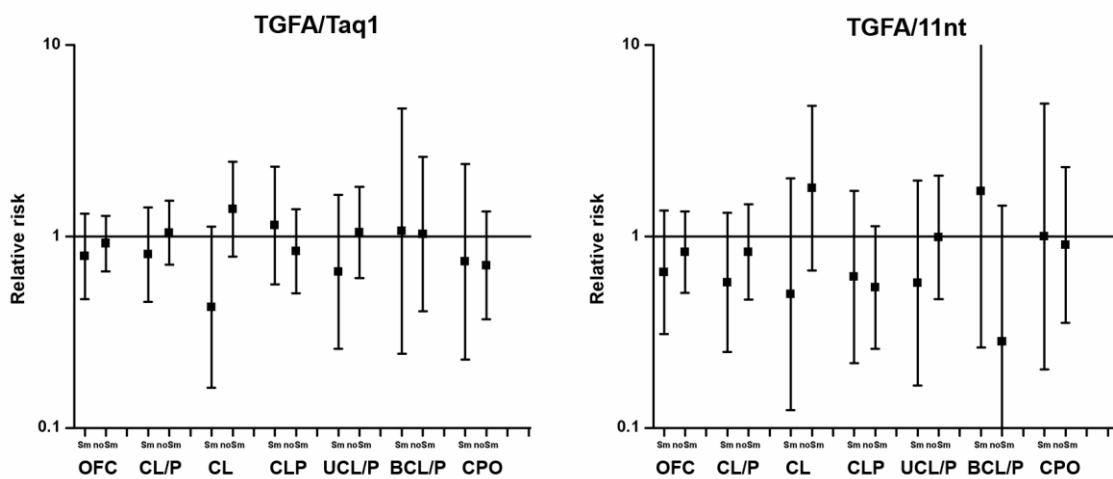 TGFA/Taq1
10
1
0.1
Relative risk
Sm noSm Sm noSm Sm noSm Sm noSm Sm noSm Sm noSm Sm noSm
OFC CL/P CL CLP UCL/P BCL/P CPO
TGFA/11nt
10
1
0.1
Relative risk
Sm noSm Sm noSm Sm noSm Sm noSm Sm noSm Sm noSm Sm noSm
OFC CL/P CL CLP UCL/P BCL/P CPO